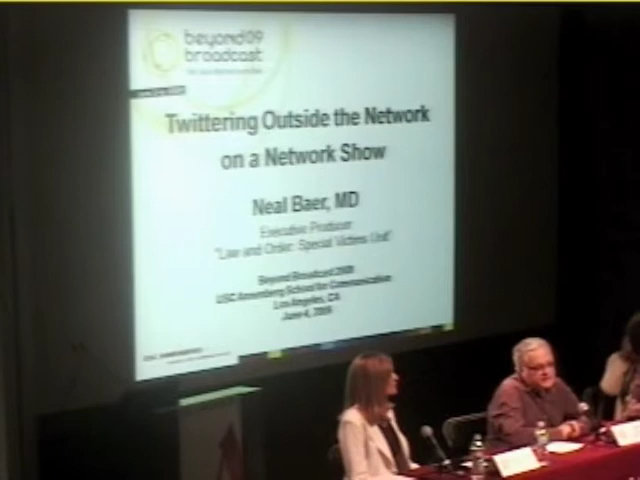 beyond09
broadcast
Twittering Outside the Network
on a Network Show
Neal Baer, MD
Executive Producer
"Law and Order: Special Victims Unit"
Beyond Broadcast 2009
USC Annenberg School for Communication
Los Angeles, CA
June 4, 2009